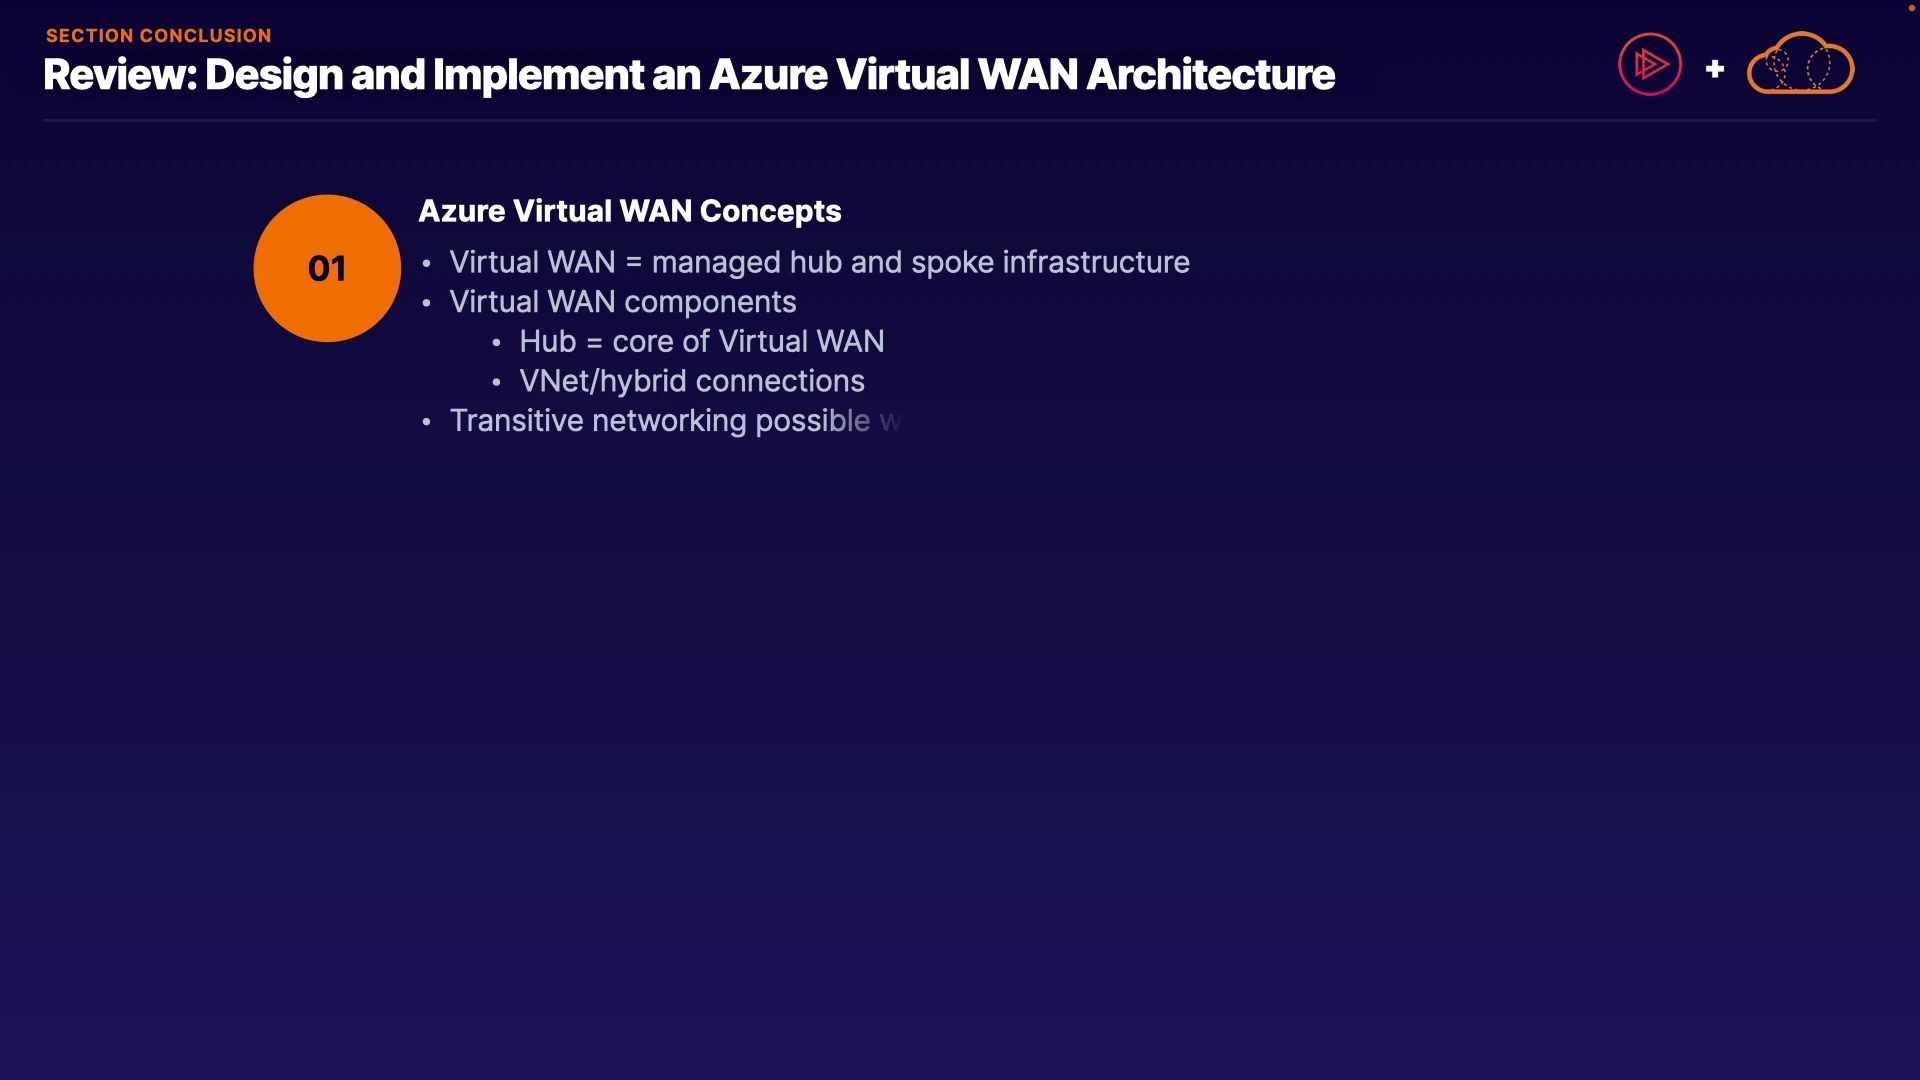 SECTION CONCLUSION
Review: Design and Implement an Azure Virtual WAN Architecture
+
01
Azure Virtual WAN Concepts
• Virtual WAN = managed hub and spoke infrastructure
• Virtual WAN components
• Hub = core of Virtual WAN
• VNet/hybrid connections
• Transitive networking possible